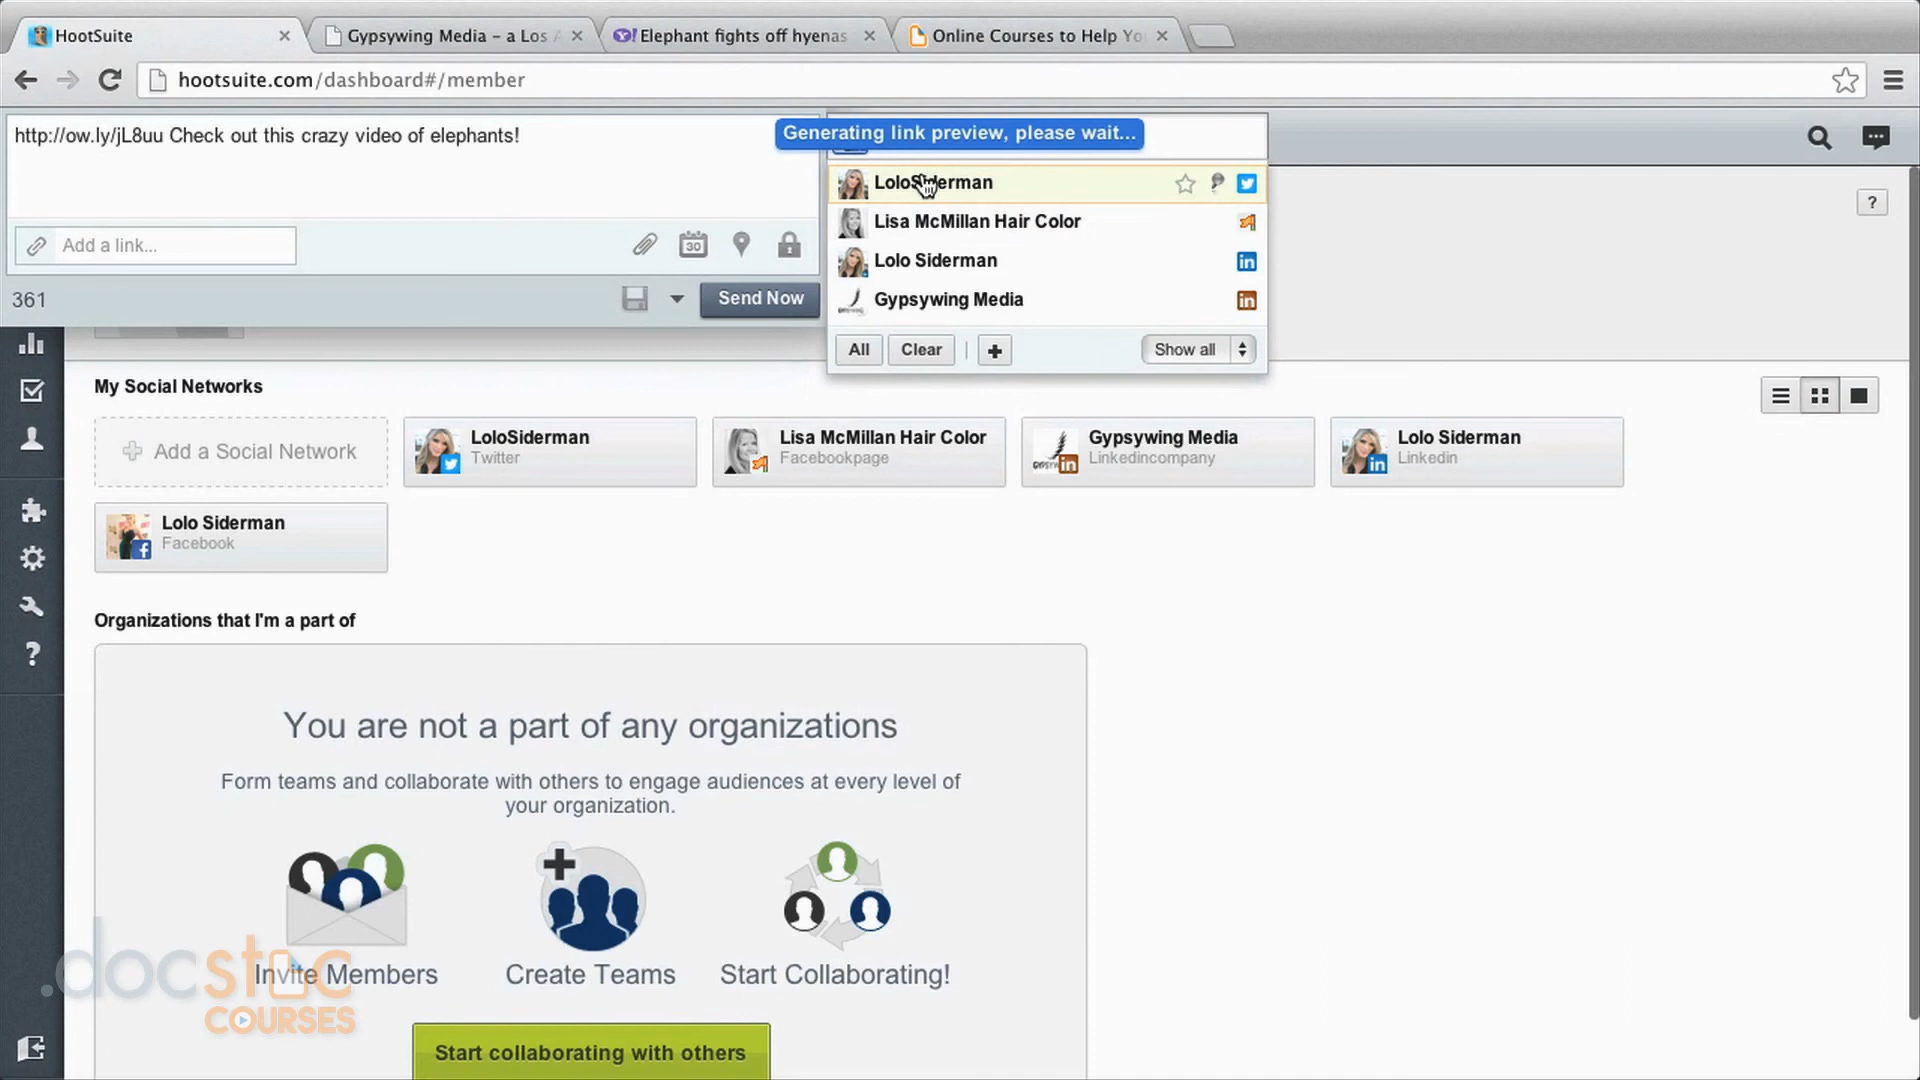 HootSuite
Gypsywing Media – a Los A
Elephant fights off hyenas
Online Courses to Help Yo
hootsuite.com/dashboard#/member
http://ow.ly/jL8uu Check out this crazy video of elephants!
Generating link preview, please wait...
LoloSiderman
Lisa McMillan Hair Color
Lolo Siderman
Gypsywing Media
Add a link...
30
361
Send Now
All
Clear
Show all
?
My Social Networks
Add a Social Network
LoloSiderman
Twitter
Lisa McMillan Hair Color
Facebookpage
Gypsywing Media
Linkedincompany
Lolo Siderman
Linkedin
Lolo Siderman
Facebook
Organizations that I'm a part of
You are not a part of any organizations
Form teams and collaborate with others to engage audiences at every level of
your organization.
Invite Members
Create Teams
Start Collaborating!
Start collaborating with others
.docstoc
COURSES